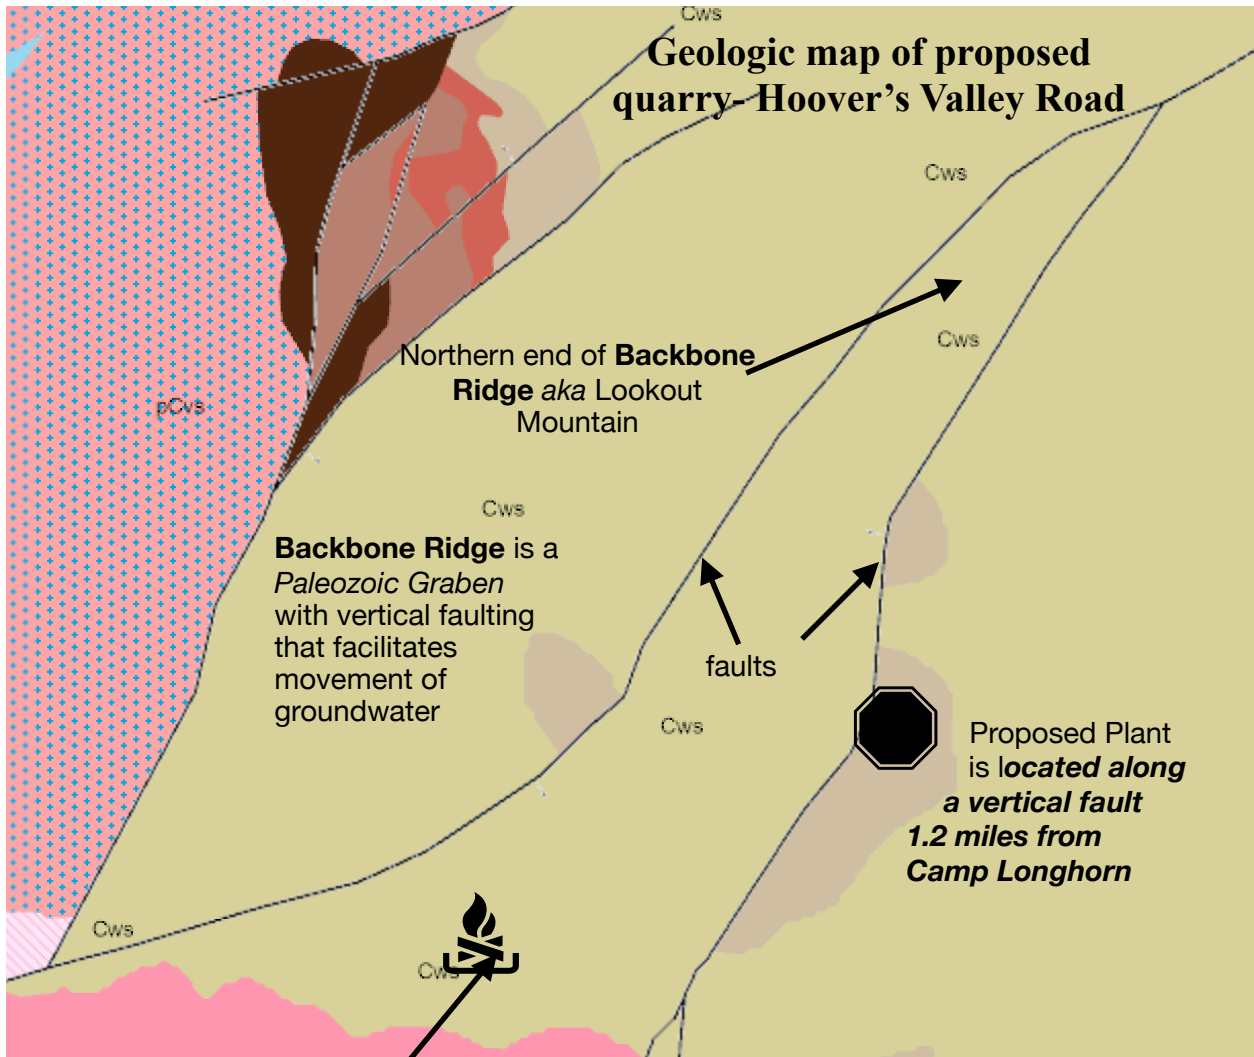 Cws
Geologic map of proposed
quarry- Hoover's Valley Road
Cws
Cws
Northern end of Backbone
Ridge aka Lookout
Mountain
pCvs
Cws
Backbone Ridge is a
Paleozoic Graben
with vertical faulting
that facilitates
movement of
groundwater
faults
Cws
Proposed Plant
is located along
a vertical fault
1.2 miles from
Camp Longhorn
Cws
Cws